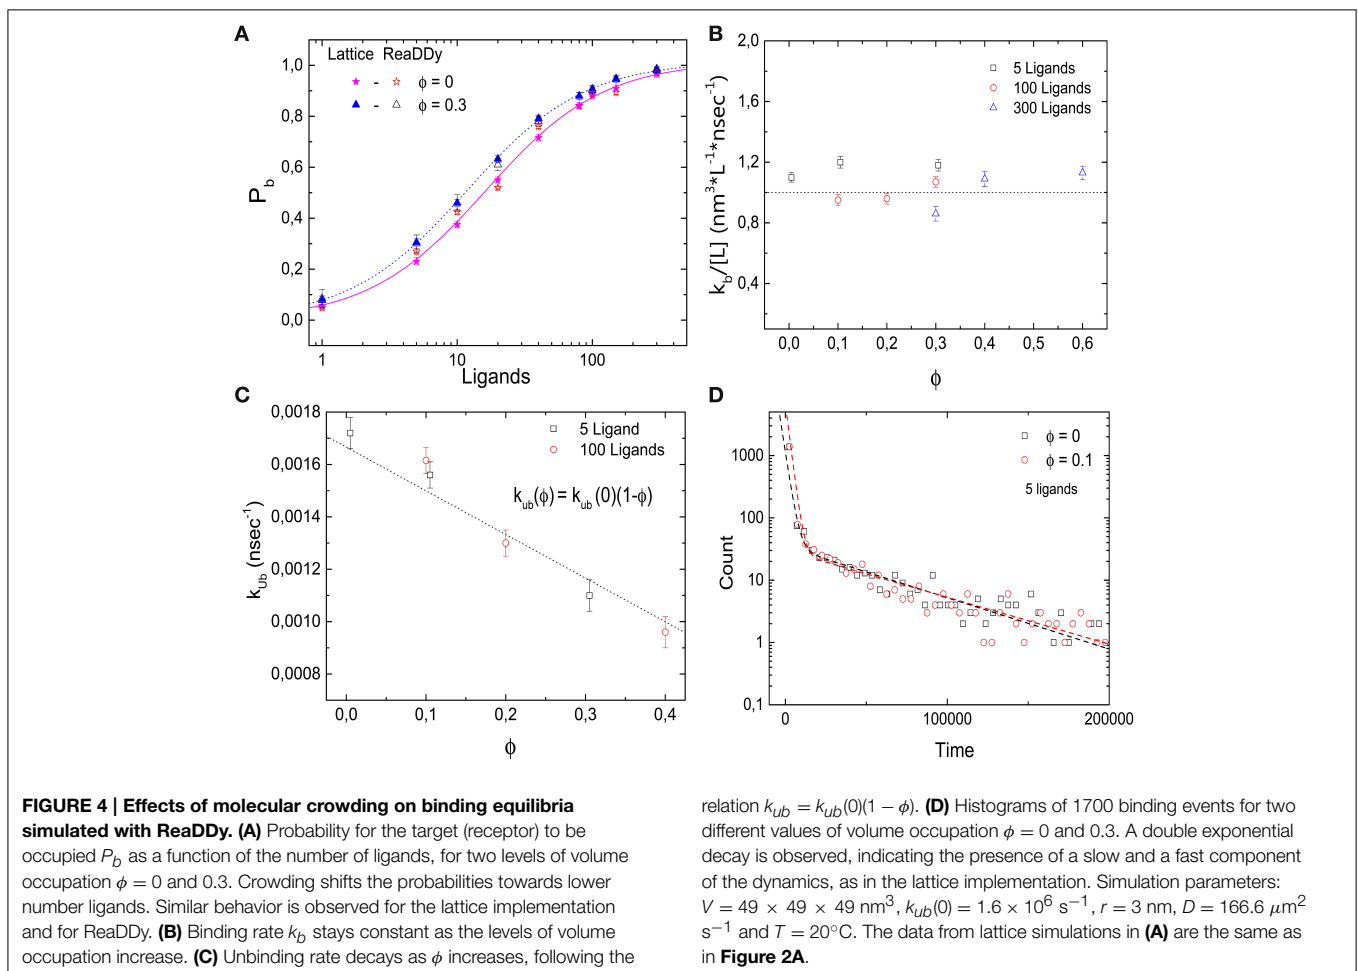 A
Lattice ReaDDy
★ - ☆ ϕ = 0
▲ - △ ϕ = 0.3
1,0
0,8
0,6
0,4
0,2
0,0
P_b
1 10 100
Ligands
B
2,0
1,6
1,2
0,8
0,4
k_b/[L] (nm³*L⁻¹*nsec⁻¹)
5 Ligands
100 Ligands
300 Ligands
0,0 0,1 0,2 0,3 0,4 0,6
ϕ
C
0,0018
0,0016
0,0014
0,0012
0,0010
0,0008
k_Ub (nsec⁻¹)
5 Ligand
100 Ligands
k_ub(ϕ) = k_ub(0)(1-ϕ)
0,0 0,1 0,2 0,3 0,4
ϕ
D
1000
100
10
1
0,1
Count
ϕ = 0
ϕ = 0.1
5 ligands
0 100000 200000
Time
FIGURE 4 | Effects of molecular crowding on binding equilibria
simulated with ReaDDy. (A) Probability for the target (receptor) to be
occupied P_b as a function of the number of ligands, for two levels of volume
occupation ϕ = 0 and 0.3. Crowding shifts the probabilities towards lower
number ligands. Similar behavior is observed for the lattice implementation
and for ReaDDy. (B) Binding rate k_b stays constant as the levels of volume
occupation increase. (C) Unbinding rate decays as ϕ increases, following the
relation k_ub = k_ub(0)(1 − ϕ). (D) Histograms of 1700 binding events for two
different values of volume occupation ϕ = 0 and 0.3. A double exponential
decay is observed, indicating the presence of a slow and a fast component
of the dynamics, as in the lattice implementation. Simulation parameters:
V = 49 × 49 × 49 nm³, k_ub(0) = 1.6 × 10⁶ s⁻¹, r = 3 nm, D = 166.6 μm²
s⁻¹ and T = 20°C. The data from lattice simulations in (A) are the same as
in Figure 2A.